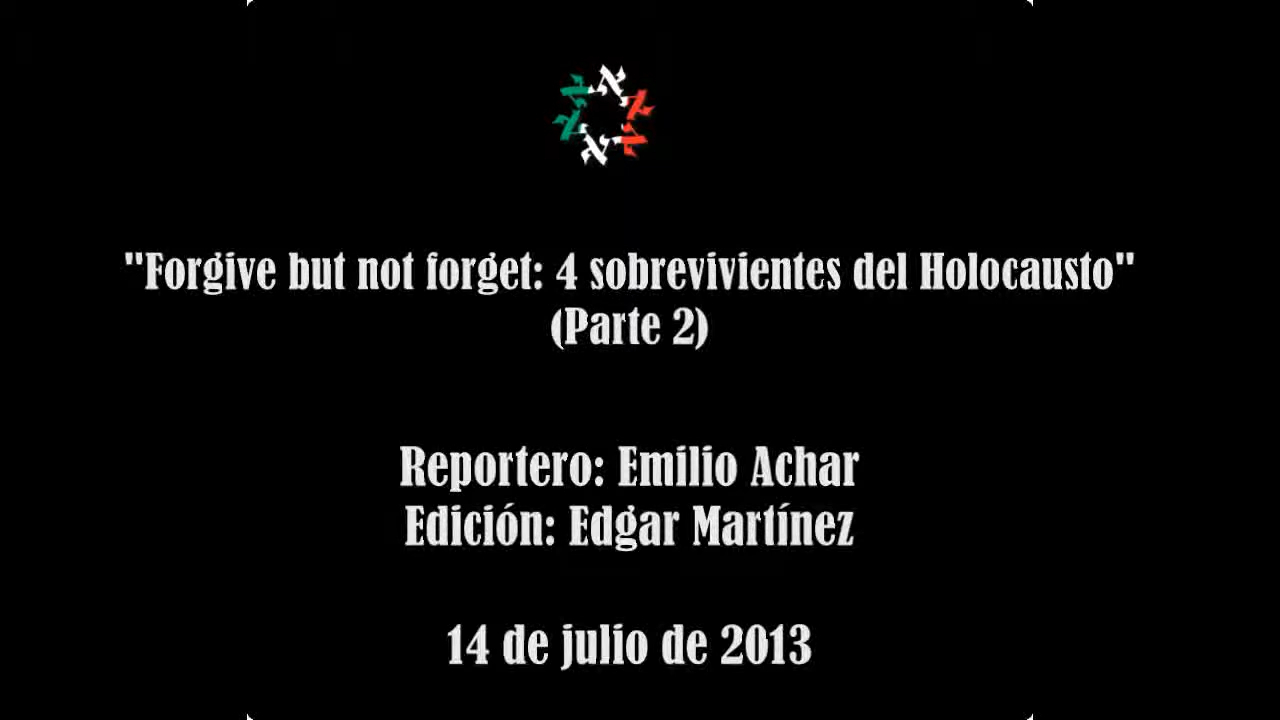 "Forgive but not forget: 4 sobrevivientes del Holocausto"
(Parte 2)
Reportero: Emilio Achar
Edición: Edgar Martínez
14 de julio de 2013